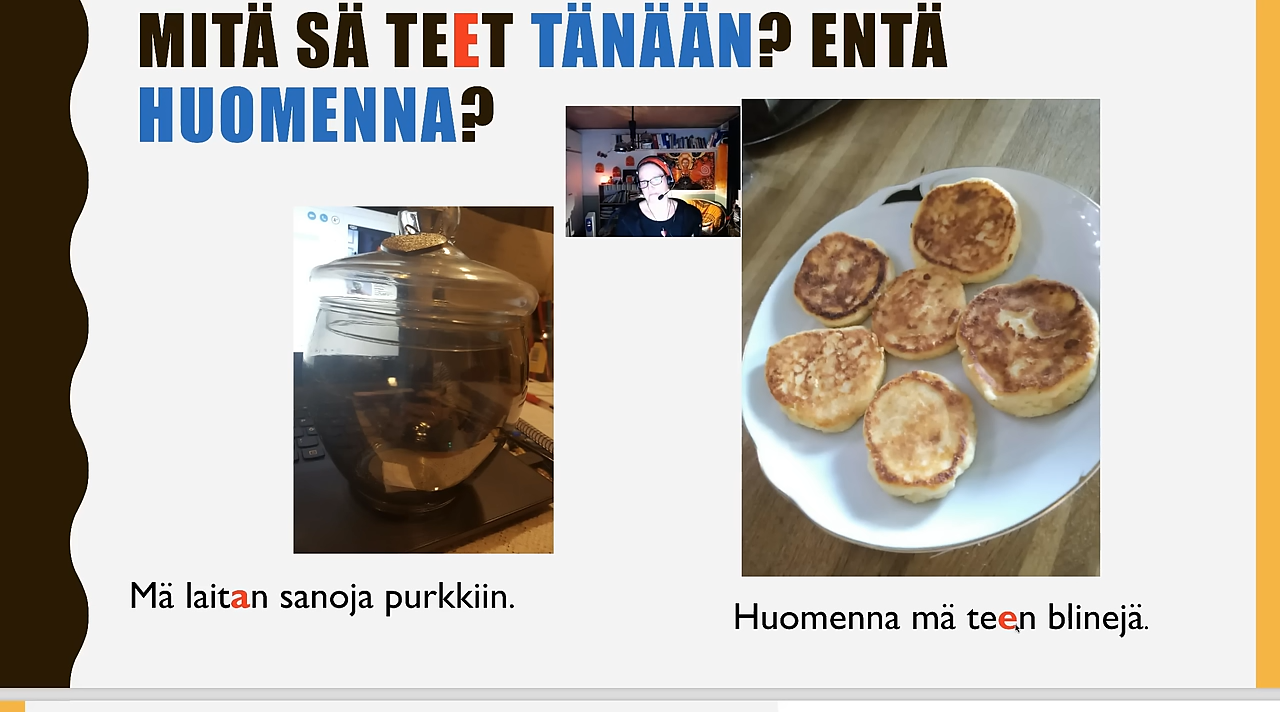 MITÄ SÄ TEET TÄNÄÄN? ENTÄ
HUOMENNA?
Mä laitan sanoja purkkiin.
Huomenna mä teen blinejä.